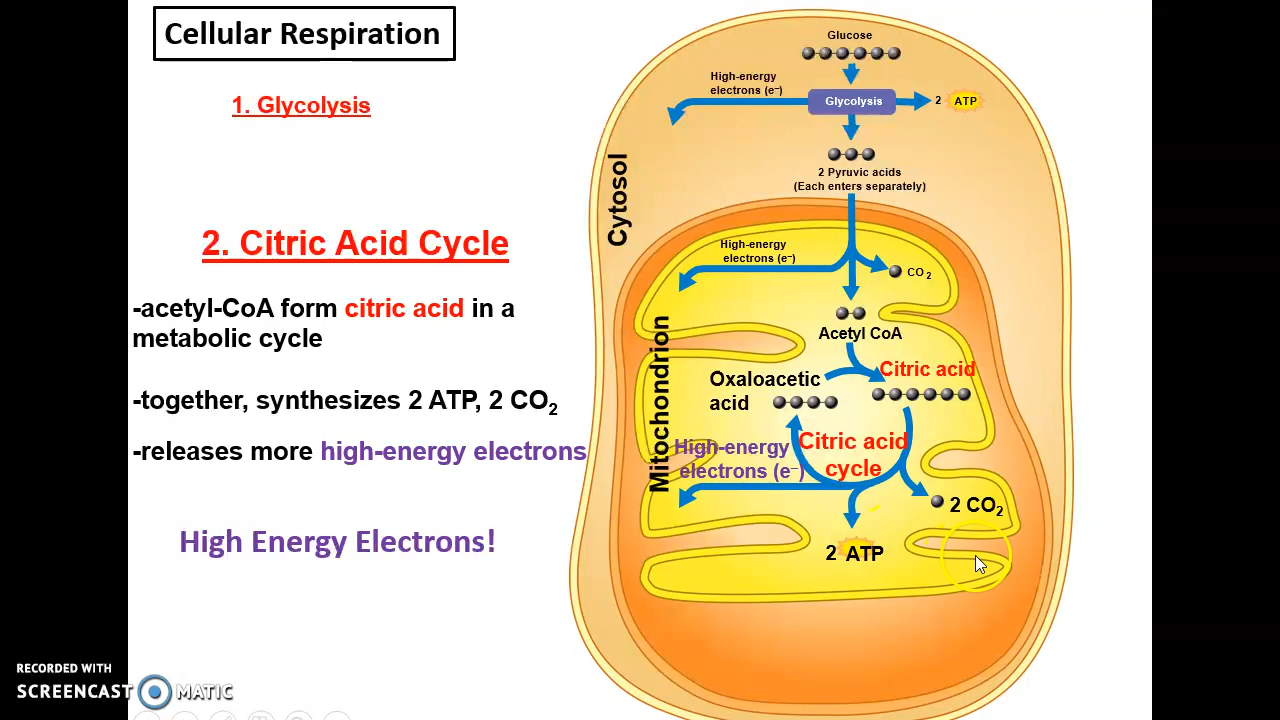 Cellular Respiration
1. Glycolysis
2. Citric Acid Cycle
-acetyl-CoA form citric acid in a
metabolic cycle
-together, synthesizes 2 ATP, 2 CO₂
-releases more high-energy electrons
High Energy Electrons!
Glucose
High-energy
electrons (e⁻)
Glycolysis
2 ATP
2 Pyruvic acids
(Each enters separately)
Cytosol
High-energy
electrons (e⁻)
CO₂
Acetyl CoA
Mitochondrion
Oxaloacetic
acid
Citric acid
High-energy
electrons (e⁻)
Citric acid
cycle
2 CO₂
2 ATP
RECORDED WITH
SCREENCAST MATIC